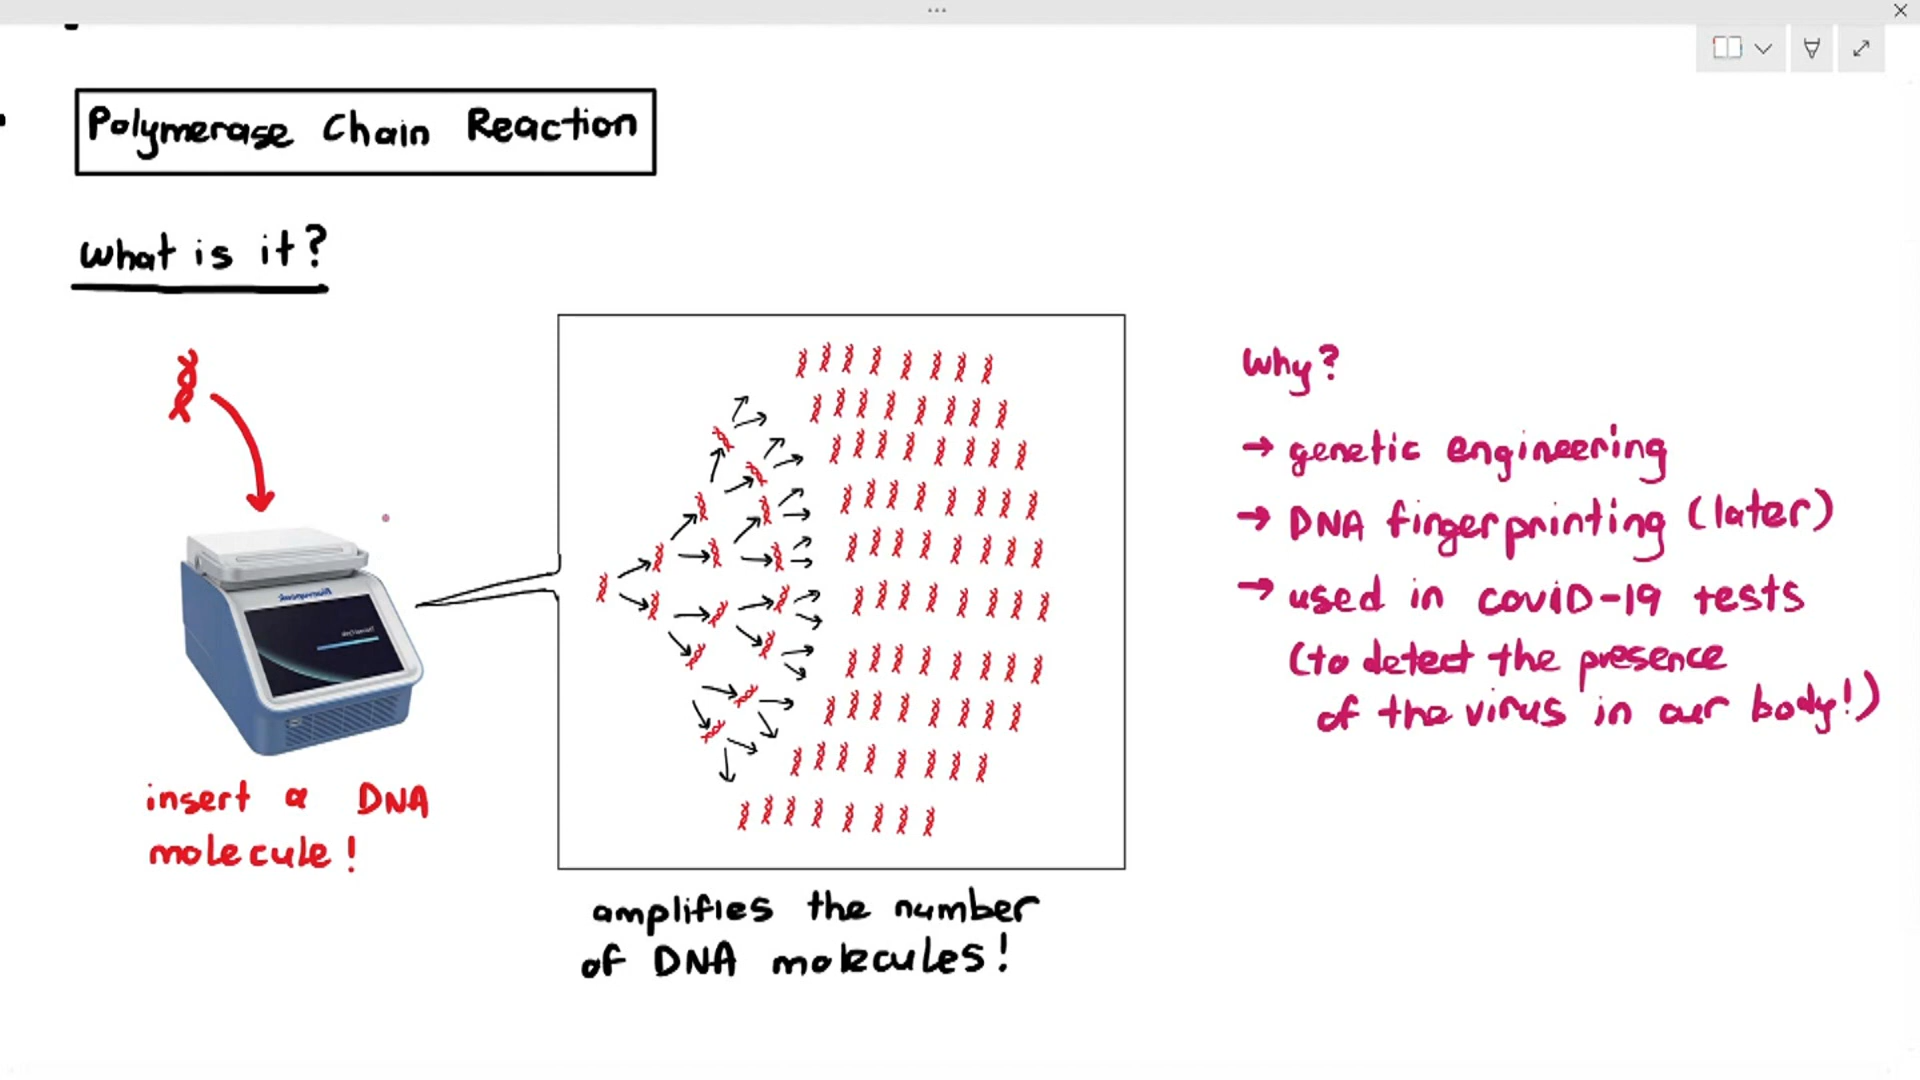 Polymerase Chain Reaction
What is it?
Why?
→ genetic engineering
→ DNA fingerprinting (later)
→ used in COVID-19 tests
(to detect the presence
of the virus in our body!)
insert a DNA
molecule!
amplifies the number
of DNA molecules!